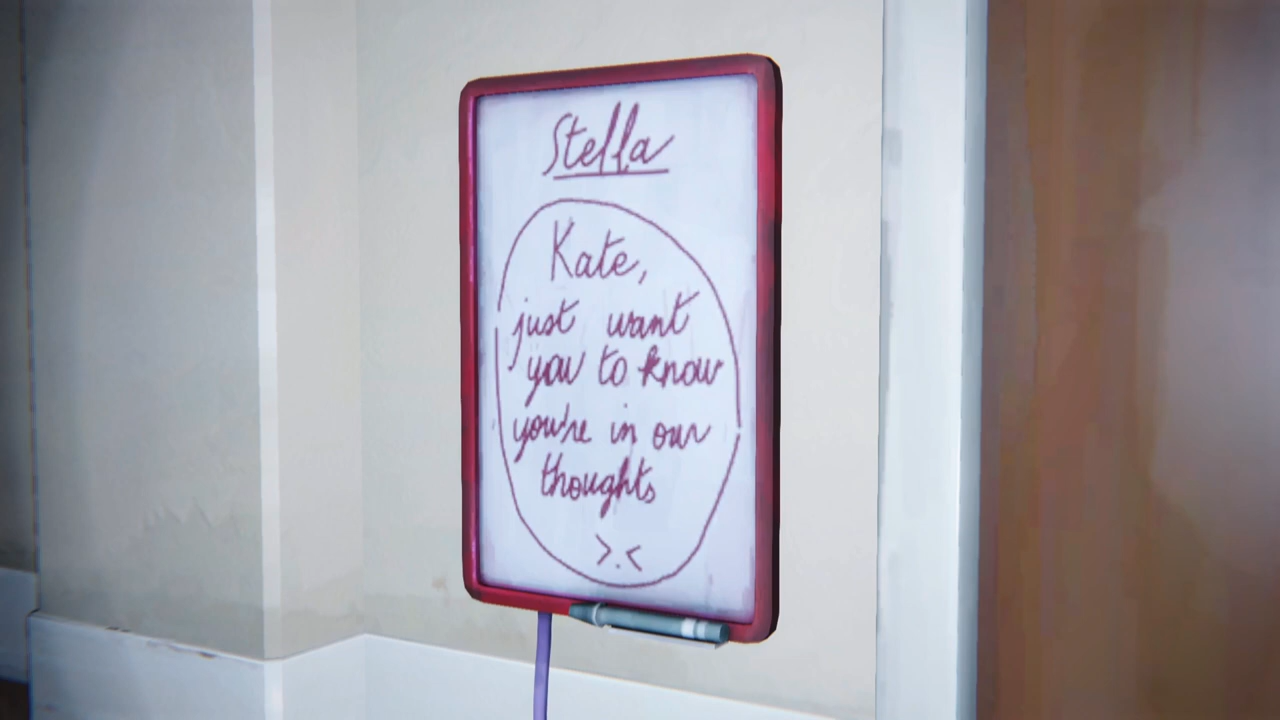 Stella
Kate,
just want
you to know
you're in our
thoughts
>.<